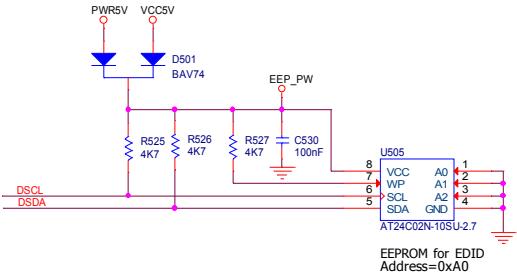 PWR5V VCC5V
D501
BAV74
EEP_PW
R525
4K7
R526
4K7
R527
4K7
C530
100nF
U505
8 VCC A0 1
7 WP A1 2
6 SCL A2 3
5 SDA GND 4
AT24C02N-10SU-2.7
DSCL
DSDA
EEPROM for EDID
Address=0xA0